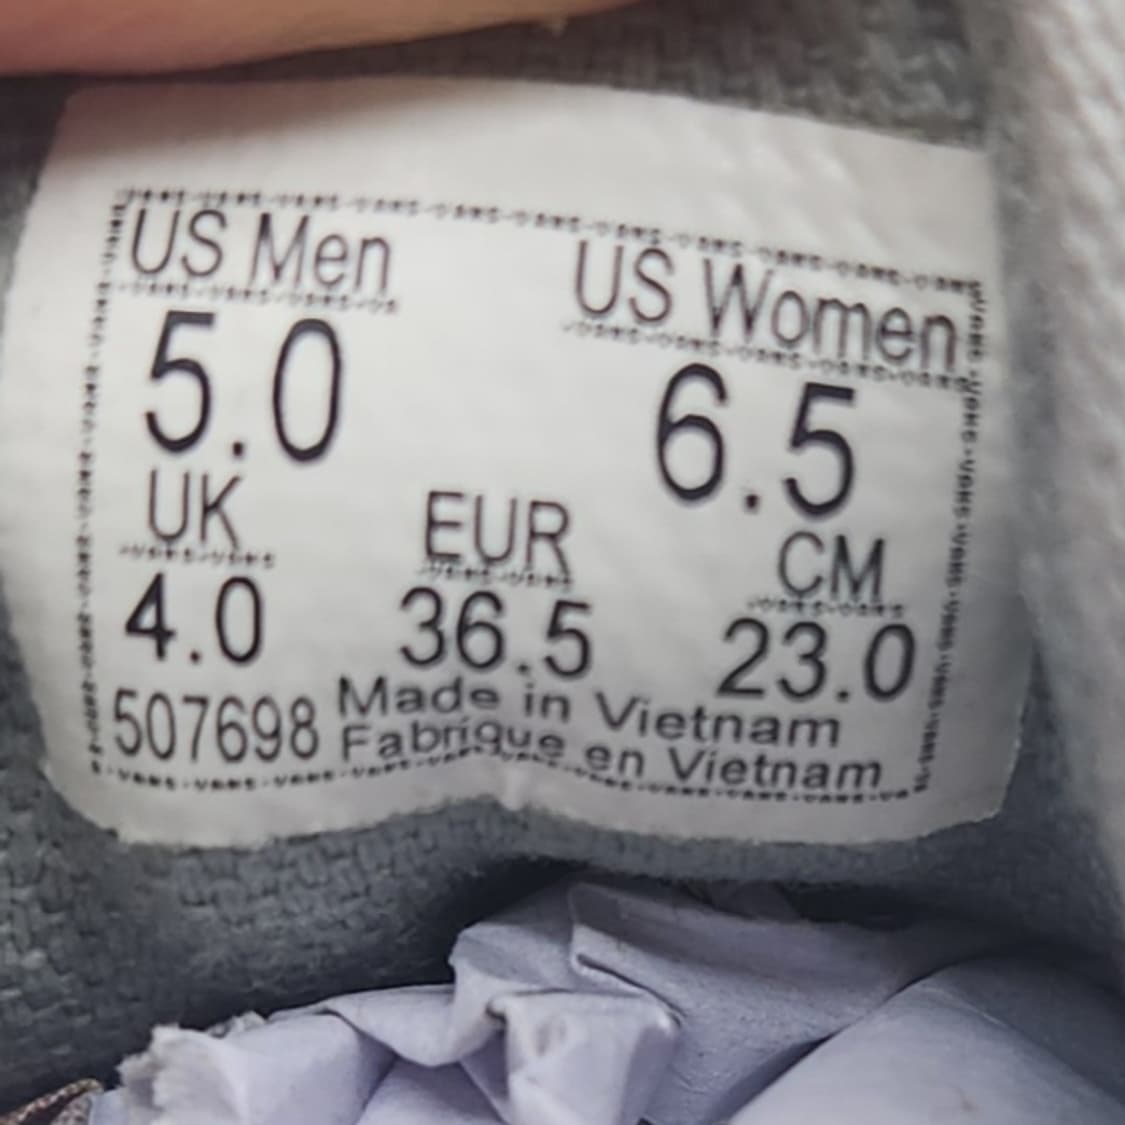 US Men US Women
5.0 6.5
UK EUR CM
4.0 36.5 23.0
507698 Made in Vietnam
Fabriqué en Vietnam